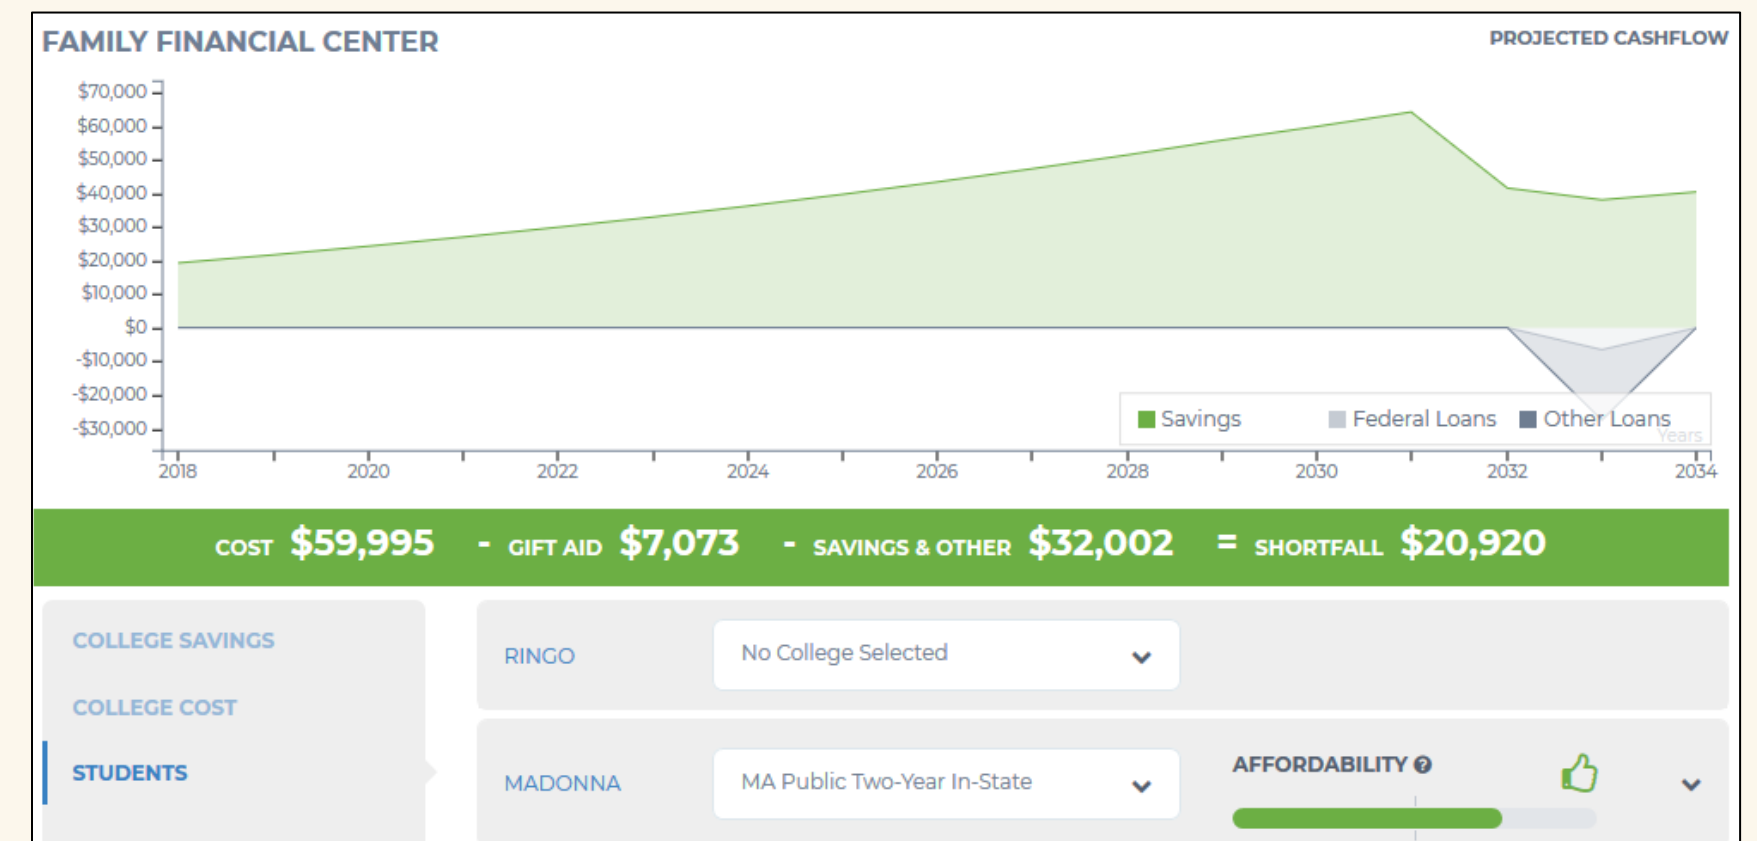 FAMILY FINANCIAL CENTER
PROJECTED CASHFLOW
$70,000
$60,000
$50,000
$40,000
$30,000
$20,000
$10,000
$0
-$10,000
-$20,000
-$30,000
Savings Federal Loans Other Loans
Years
2018 2020 2022 2024 2026 2028 2030 2032 2034
COST $59,995 - GIFT AID $7,073 - SAVINGS & OTHER $32,002 = SHORTFALL $20,920
COLLEGE SAVINGS
COLLEGE COST
STUDENTS
RINGO No College Selected
MADONNA MA Public Two-Year In-State AFFORDABILITY ?